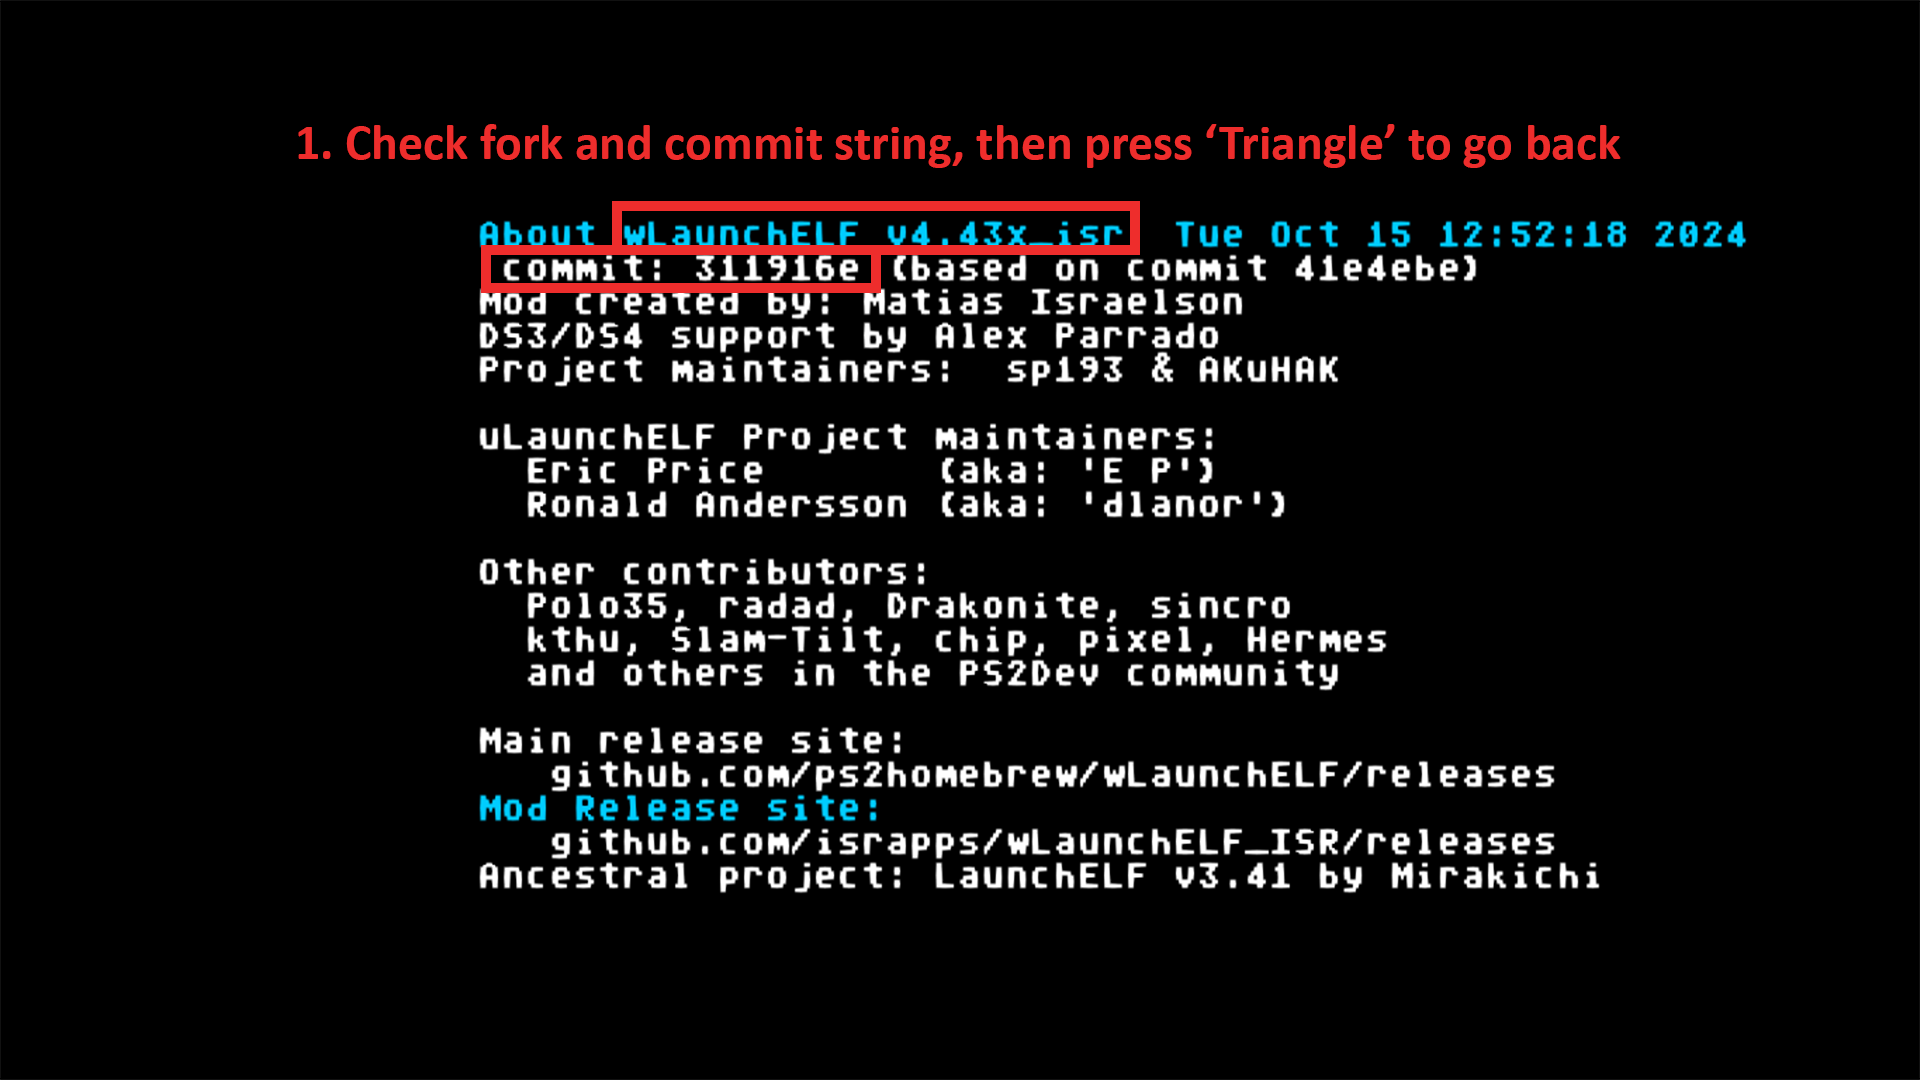 1. Check fork and commit string, then press ‘Triangle’ to go back
About wLaunchELF v4.43x_isr  Tue Oct 15 12:52:18 2024
commit: 311916e (based on commit 41e4ebe)
Mod created by: Matias Israelson
DS3/DS4 support by Alex Parrado
Project maintainers:  sp193 & AKuHAK
uLaunchELF Project maintainers:
Eric Price (aka: 'E P')
Ronald Andersson (aka: 'dlanor')
Other contributors:
Polo35, radad, Drakonite, sincro
kthu, Slam-Tilt, chip, pixel, Hermes
and others in the PS2Dev community
Main release site:
github.com/ps2homebrew/wLaunchELF/releases
Mod Release site:
github.com/israpps/wLaunchELF_ISR/releases
Ancestral project: LaunchELF v3.41 by Mirakichi